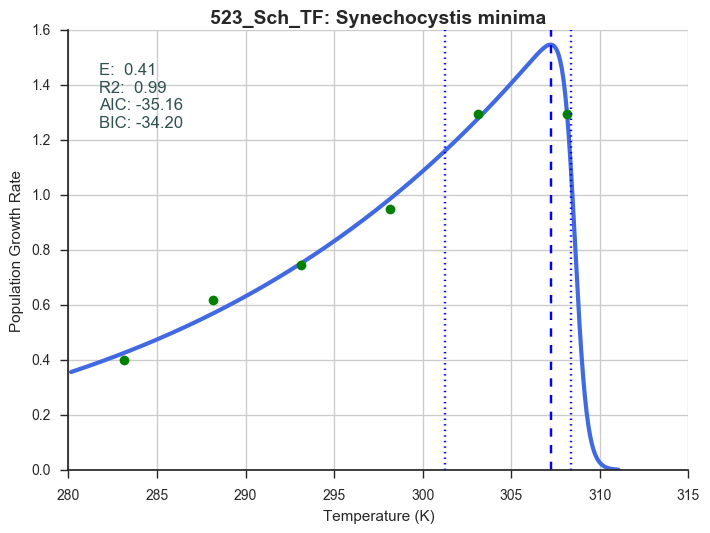 523_Sch_TF: Synechocystis minima
E:  0.41
R2:  0.99
AIC: -35.16
BIC: -34.20
Population Growth Rate
1.6
1.4
1.2
1.0
0.8
0.6
0.4
0.2
0.0
280 285 290 295 300 305 310 315
Temperature (K)